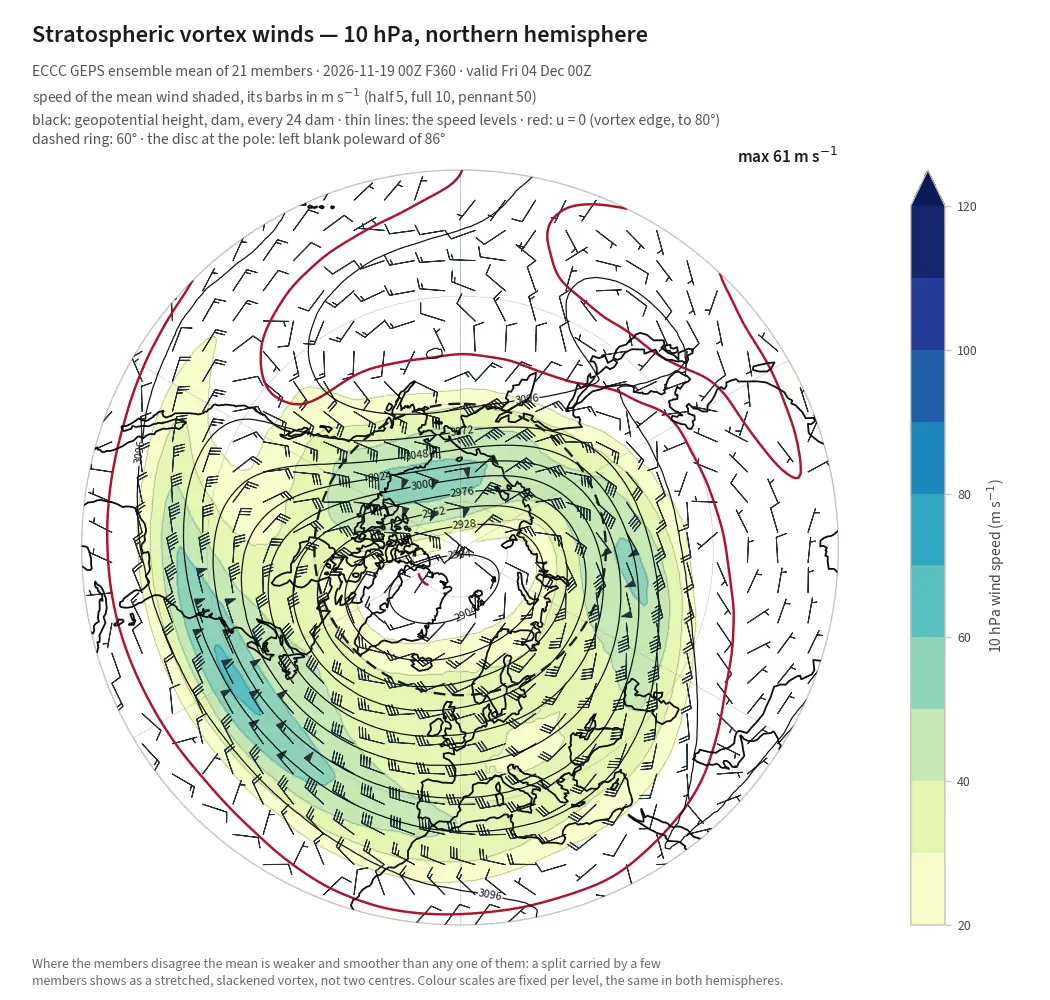 Stratospheric vortex winds — 10 hPa, northern hemisphere
ECCC GEPS ensemble mean of 21 members · 2026-11-19 00Z F360 · valid Fri 04 Dec 00Z
speed of the mean wind shaded, its barbs in m s⁻¹ (half 5, full 10, pennant 50)
black: geopotential height, dam, every 24 dam · thin lines: the speed levels · red: u = 0 (vortex edge, to 80°)
dashed ring: 60° · the disc at the pole: left blank poleward of 86°
max 61 m s⁻¹
120
100
80
60
40
20
10 hPa wind speed (m s⁻¹)
3096
3072
3048
3024
3000
2976
2952
2928
2904
3096
Where the members disagree the mean is weaker and smoother than any one of them: a split carried by a few
members shows as a stretched, slackened vortex, not two centres. Colour scales are fixed per level, the same in both hemispheres.